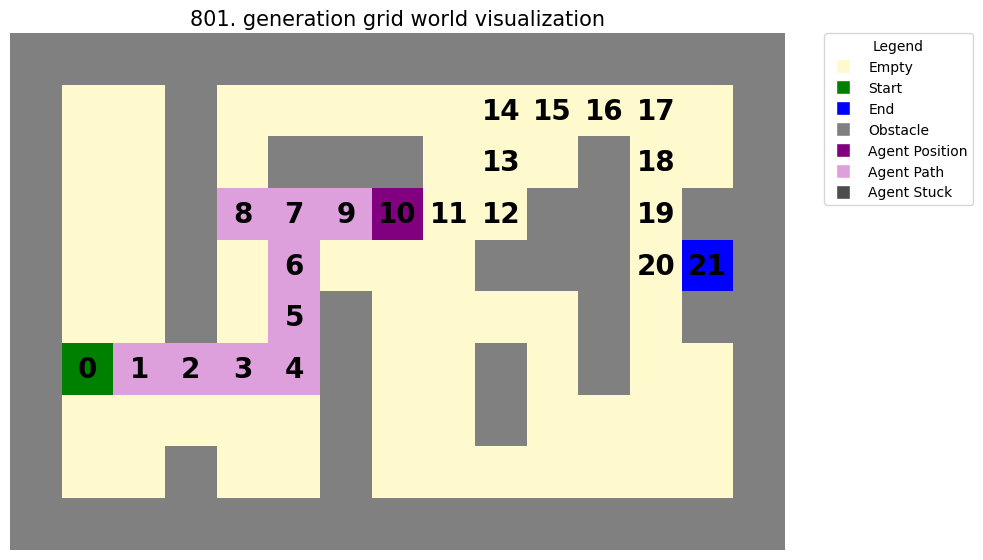 801. generation grid world visualization
14 15 16 17
13 18
8 7 9 10 11 12 19
6 20 21
5
0 1 2 3 4
Legend
Empty
Start
End
Obstacle
Agent Position
Agent Path
Agent Stuck